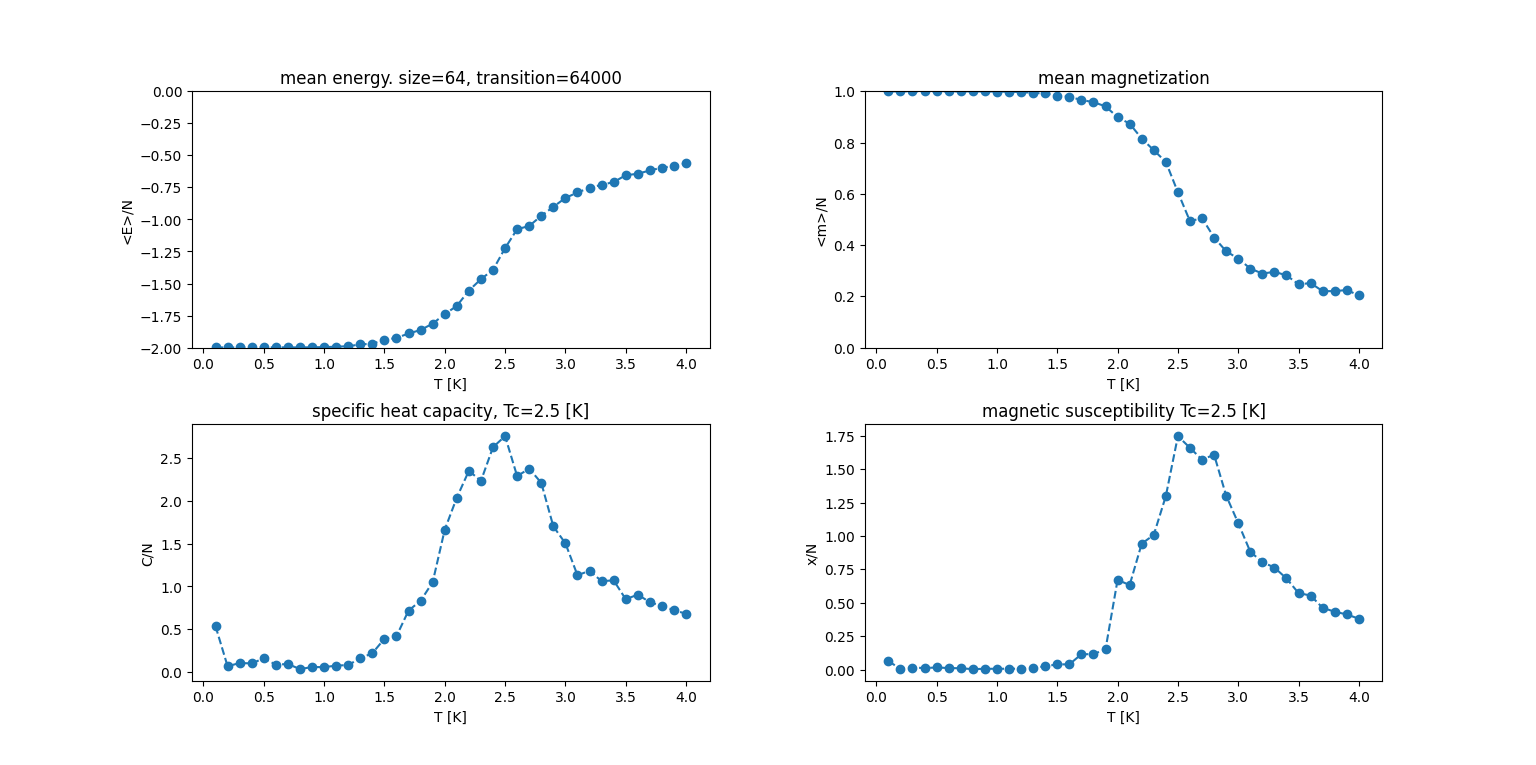 mean energy. size=64, transition=64000
0.00
−0.25
−0.50
−0.75
−1.00
−1.25
−1.50
−1.75
−2.00
<E>/N
0.0 0.5 1.0 1.5 2.0 2.5 3.0 3.5 4.0
T [K]
mean magnetization
1.0
0.8
0.6
0.4
0.2
0.0
<m>/N
0.0 0.5 1.0 1.5 2.0 2.5 3.0 3.5 4.0
T [K]
specific heat capacity, Tc=2.5 [K]
2.5
2.0
1.5
1.0
0.5
0.0
C/N
0.0 0.5 1.0 1.5 2.0 2.5 3.0 3.5 4.0
T [K]
magnetic susceptibility Tc=2.5 [K]
1.75
1.50
1.25
1.00
0.75
0.50
0.25
0.00
x/N
0.0 0.5 1.0 1.5 2.0 2.5 3.0 3.5 4.0
T [K]